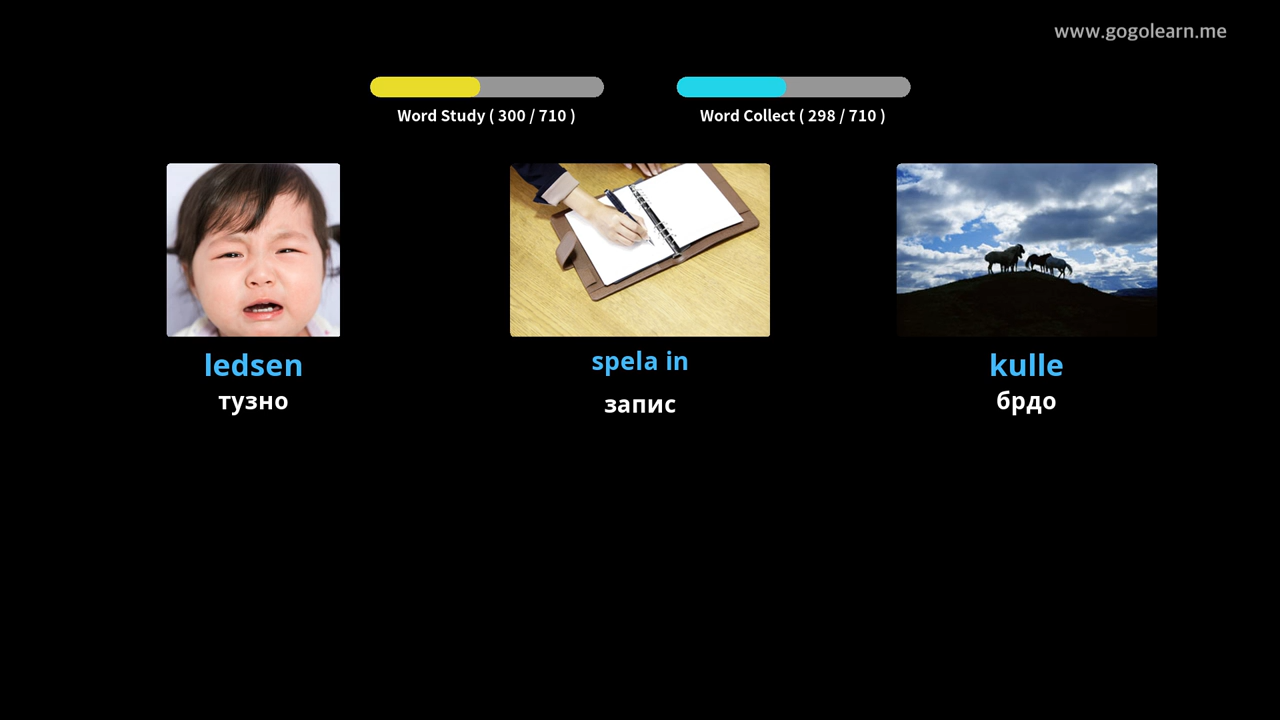 www.gogolearn.me
Word Study ( 300 / 710 )
Word Collect ( 298 / 710 )
ledsen
тузно
spela in
запис
kulle
брдо